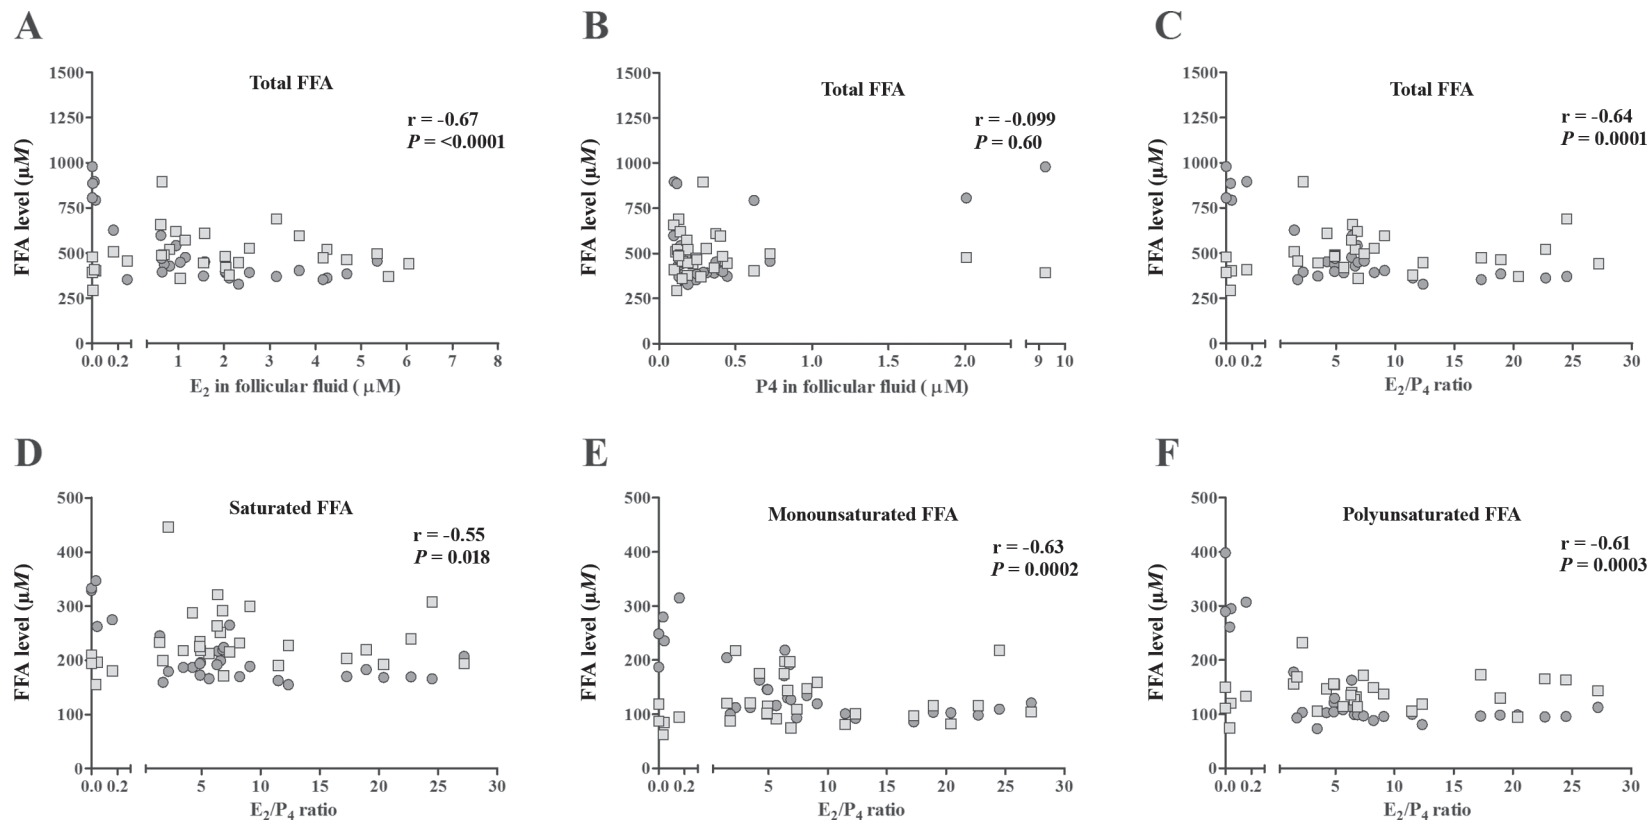 A
Total FFA
r = -0.67
P = <0.0001
FFA level (μM)
1500
1250
1000
750
500
250
0
0.0 0.2 1 2 3 4 5 6 7 8
E2 in follicular fluid ( μM)
B
Total FFA
r = -0.099
P = 0.60
FFA level (μM)
1500
1250
1000
750
500
250
0
0.0 0.5 1.0 1.5 2.0 9 10
P4 in follicular fluid ( μM)
C
Total FFA
r = -0.64
P = 0.0001
FFA level (μM)
1500
1250
1000
750
500
250
0
0.0 0.2 5 10 15 20 25 30
E2/P4 ratio
D
Saturated FFA
r = -0.55
P = 0.018
FFA level (μM)
500
400
300
200
100
0
0.0 0.2 5 10 15 20 25 30
E2/P4 ratio
E
Monounsaturated FFA
r = -0.63
P = 0.0002
FFA level (μM)
500
400
300
200
100
0
0.0 0.2 5 10 15 20 25 30
E2/P4 ratio
F
Polyunsaturated FFA
r = -0.61
P = 0.0003
FFA level (μM)
500
400
300
200
100
0
0.0 0.2 5 10 15 20 25 30
E2/P4 ratio